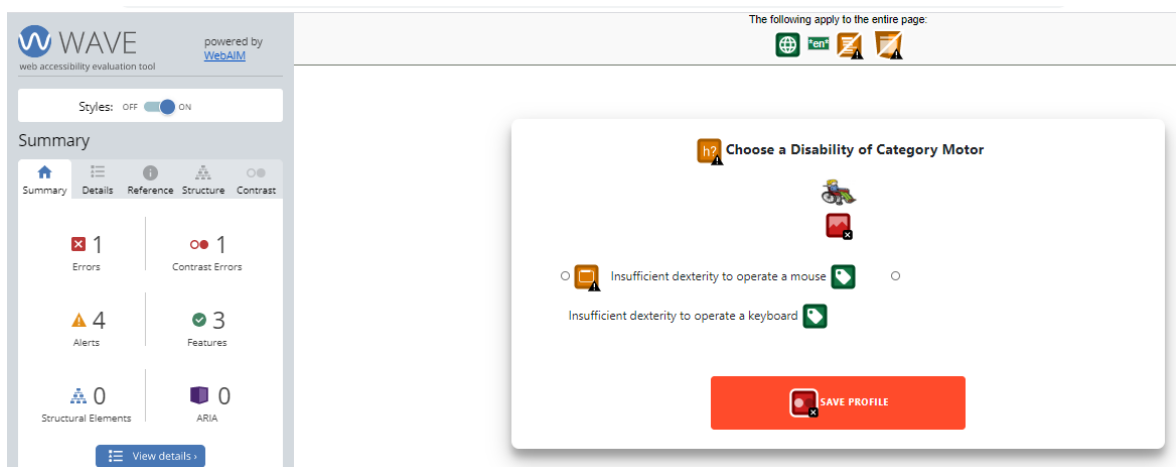 The following apply to the entire page:
WAVE
powered by
WebAIM
web accessibility evaluation tool
"en"
Styles: OFF ON
Summary
Summary Details Reference Structure Contrast
1 Errors
1 Contrast Errors
4 Alerts
3 Features
0 Structural Elements
0 ARIA
View details ›
h? Choose a Disability of Category Motor
Insufficient dexterity to operate a mouse
Insufficient dexterity to operate a keyboard
SAVE PROFILE